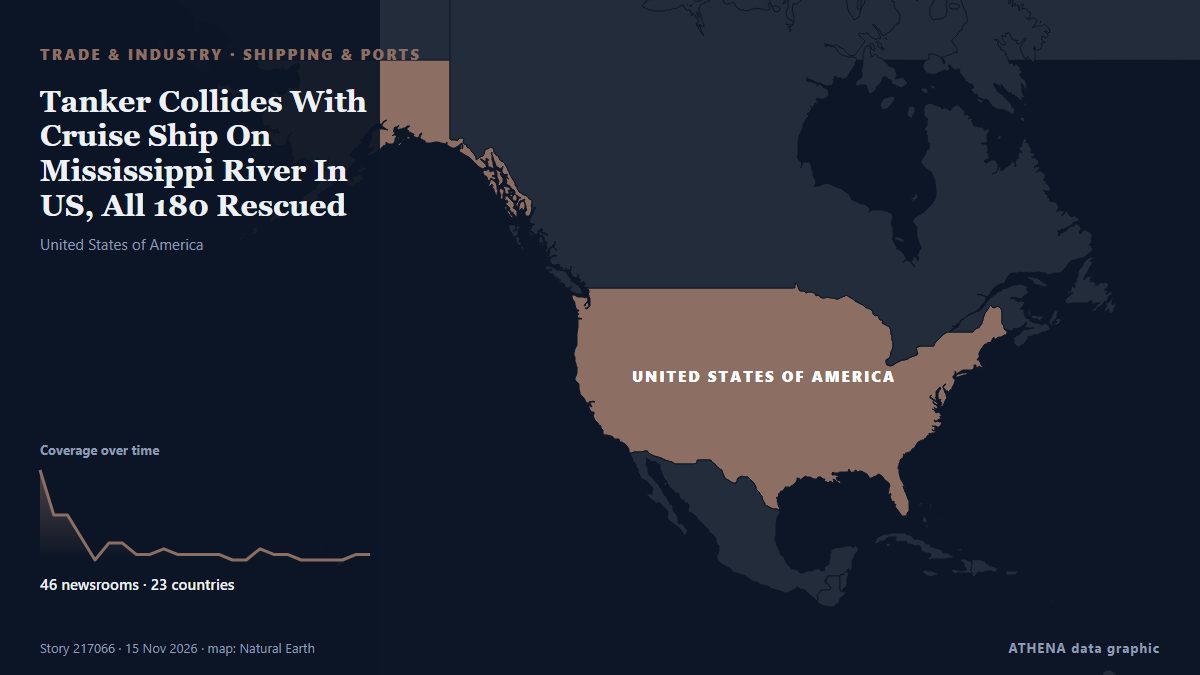 TRADE & INDUSTRY · SHIPPING & PORTS
Tanker Collides With
Cruise Ship On
Mississippi River In
US, All 180 Rescued
United States of America
UNITED STATES OF AMERICA
Coverage over time
46 newsrooms · 23 countries
Story 217066 · 15 Nov 2026 · map: Natural Earth
ATHENA data graphic